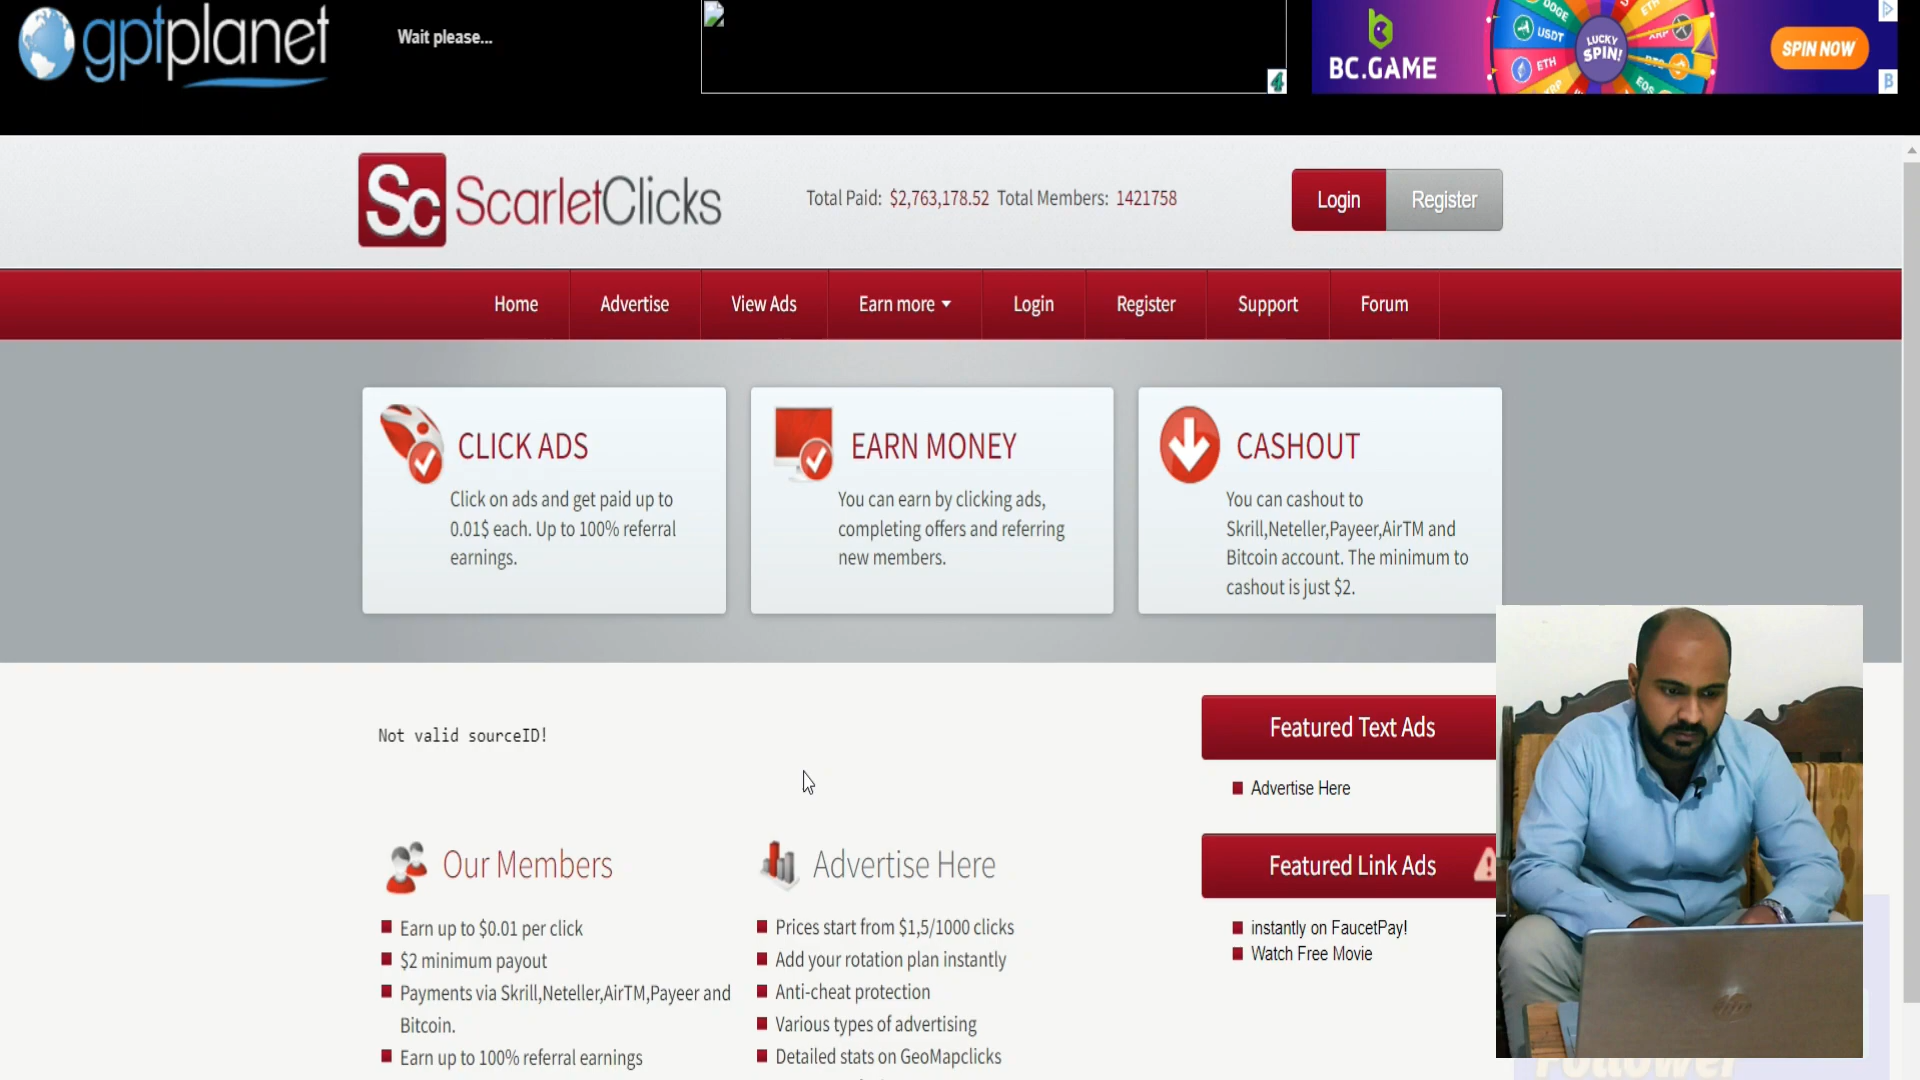 gptplanet
Wait please...
4
BC.GAME
DOGE
ETH
USDT
LUCKY
SPIN!
ETH
EOS
SPIN NOW
B
Sc ScarletClicks
Total Paid: $2,763,178.52 Total Members: 1421758
Login
Register
Home
Advertise
View Ads
Earn more
Login
Register
Support
Forum
CLICK ADS
Click on ads and get paid up to
0.01$ each. Up to 100% referral
earnings.
EARN MONEY
You can earn by clicking ads,
completing offers and referring
new members.
CASHOUT
You can cashout to
Skrill,Neteller,Payeer,AirTM and
Bitcoin account. The minimum to
cashout is just $2.
Not valid sourceID!
Featured Text Ads
Advertise Here
Featured Link Ads
instantly on FaucetPay!
Watch Free Movie
Our Members
Earn up to $0.01 per click
$2 minimum payout
Payments via Skrill,Neteller,AirTM,Payeer and
Bitcoin.
Earn up to 100% referral earnings
Advertise Here
Prices start from $1,5/1000 clicks
Add your rotation plan instantly
Anti-cheat protection
Various types of advertising
Detailed stats on GeoMapclicks
hp
Follower